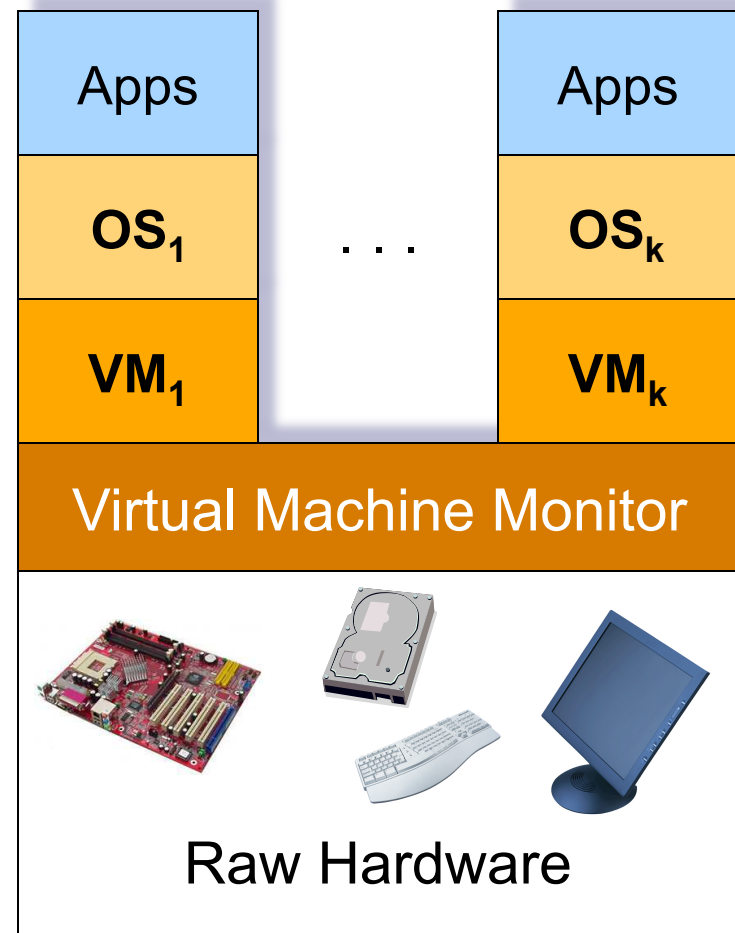 Apps
Apps
OS₁
. . .
OSₖ
VM₁
VMₖ
Virtual Machine Monitor
Raw Hardware